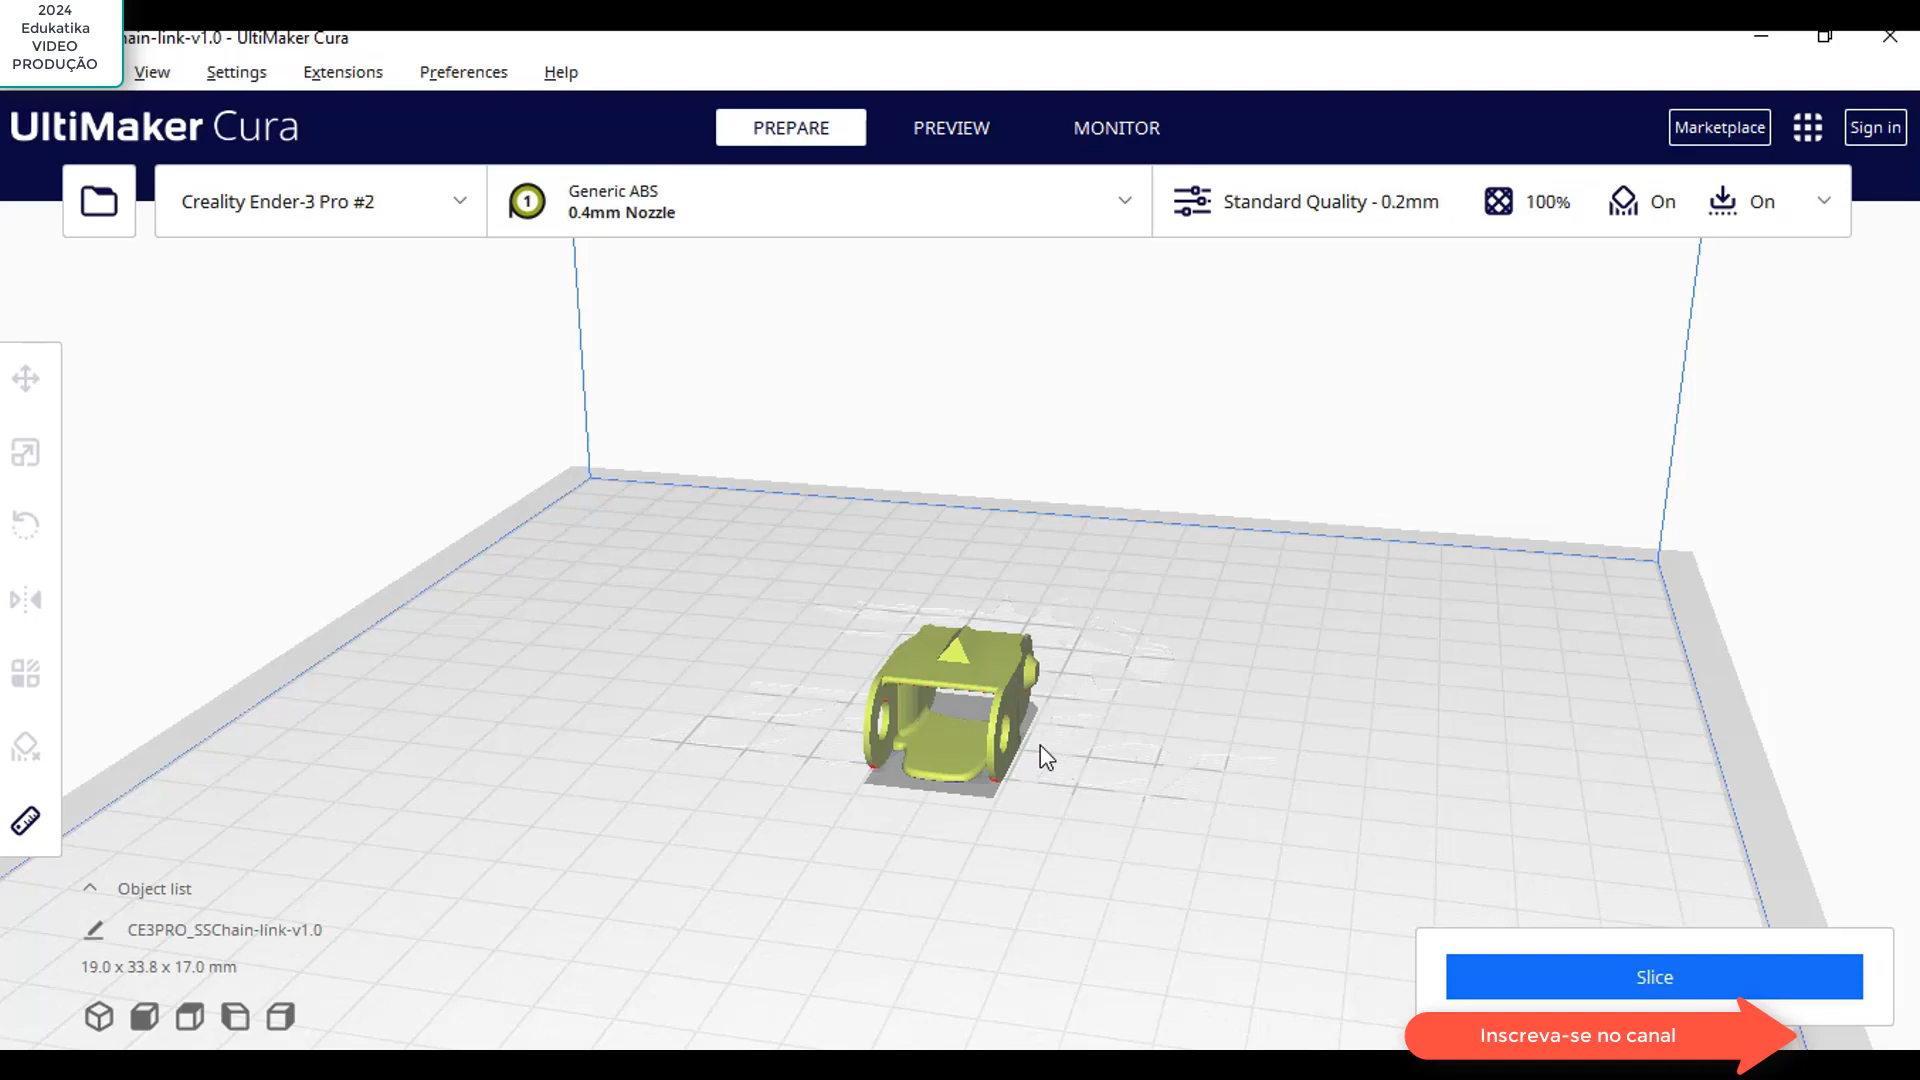 2024
Edukatika
VIDEO
PRODUÇÃO
hain-link-v1.0 - UltiMaker Cura
View Settings Extensions Preferences Help
UltiMaker Cura
PREPARE PREVIEW MONITOR
Marketplace Sign in
Creality Ender-3 Pro #2
1 Generic ABS
0.4mm Nozzle
Standard Quality - 0.2mm 100% On On
Object list
CE3PRO_SSChain-link-v1.0
19.0 x 33.8 x 17.0 mm
Slice
Inscreva-se no canal